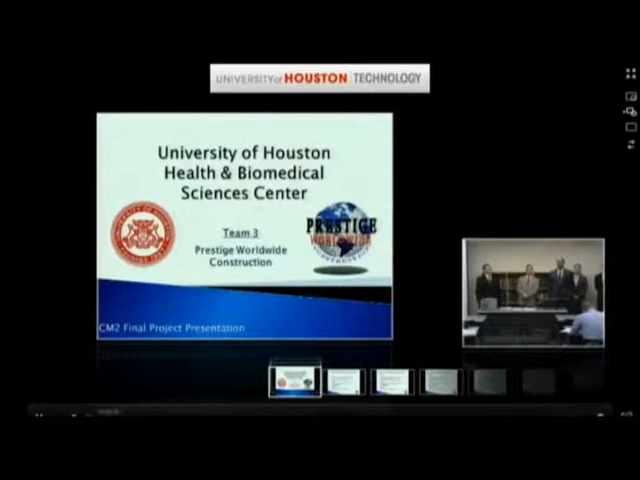 UNIVERSITY of HOUSTON | TECHNOLOGY
University of Houston
Health & Biomedical
Sciences Center
Team 3
Prestige Worldwide
Construction
PRESTIGE
WORLDWIDE
CM2 Final Project Presentation